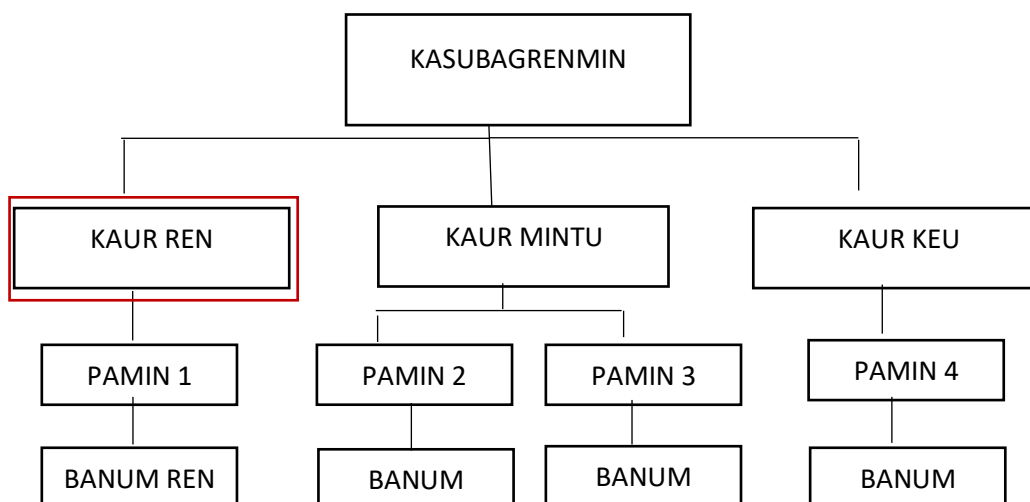 KASUBAGRENMIN
KAUR REN
KAUR MINTU
KAUR KEU
PAMIN 1
PAMIN 2
PAMIN 3
PAMIN 4
BANUM REN
BANUM
BANUM
BANUM